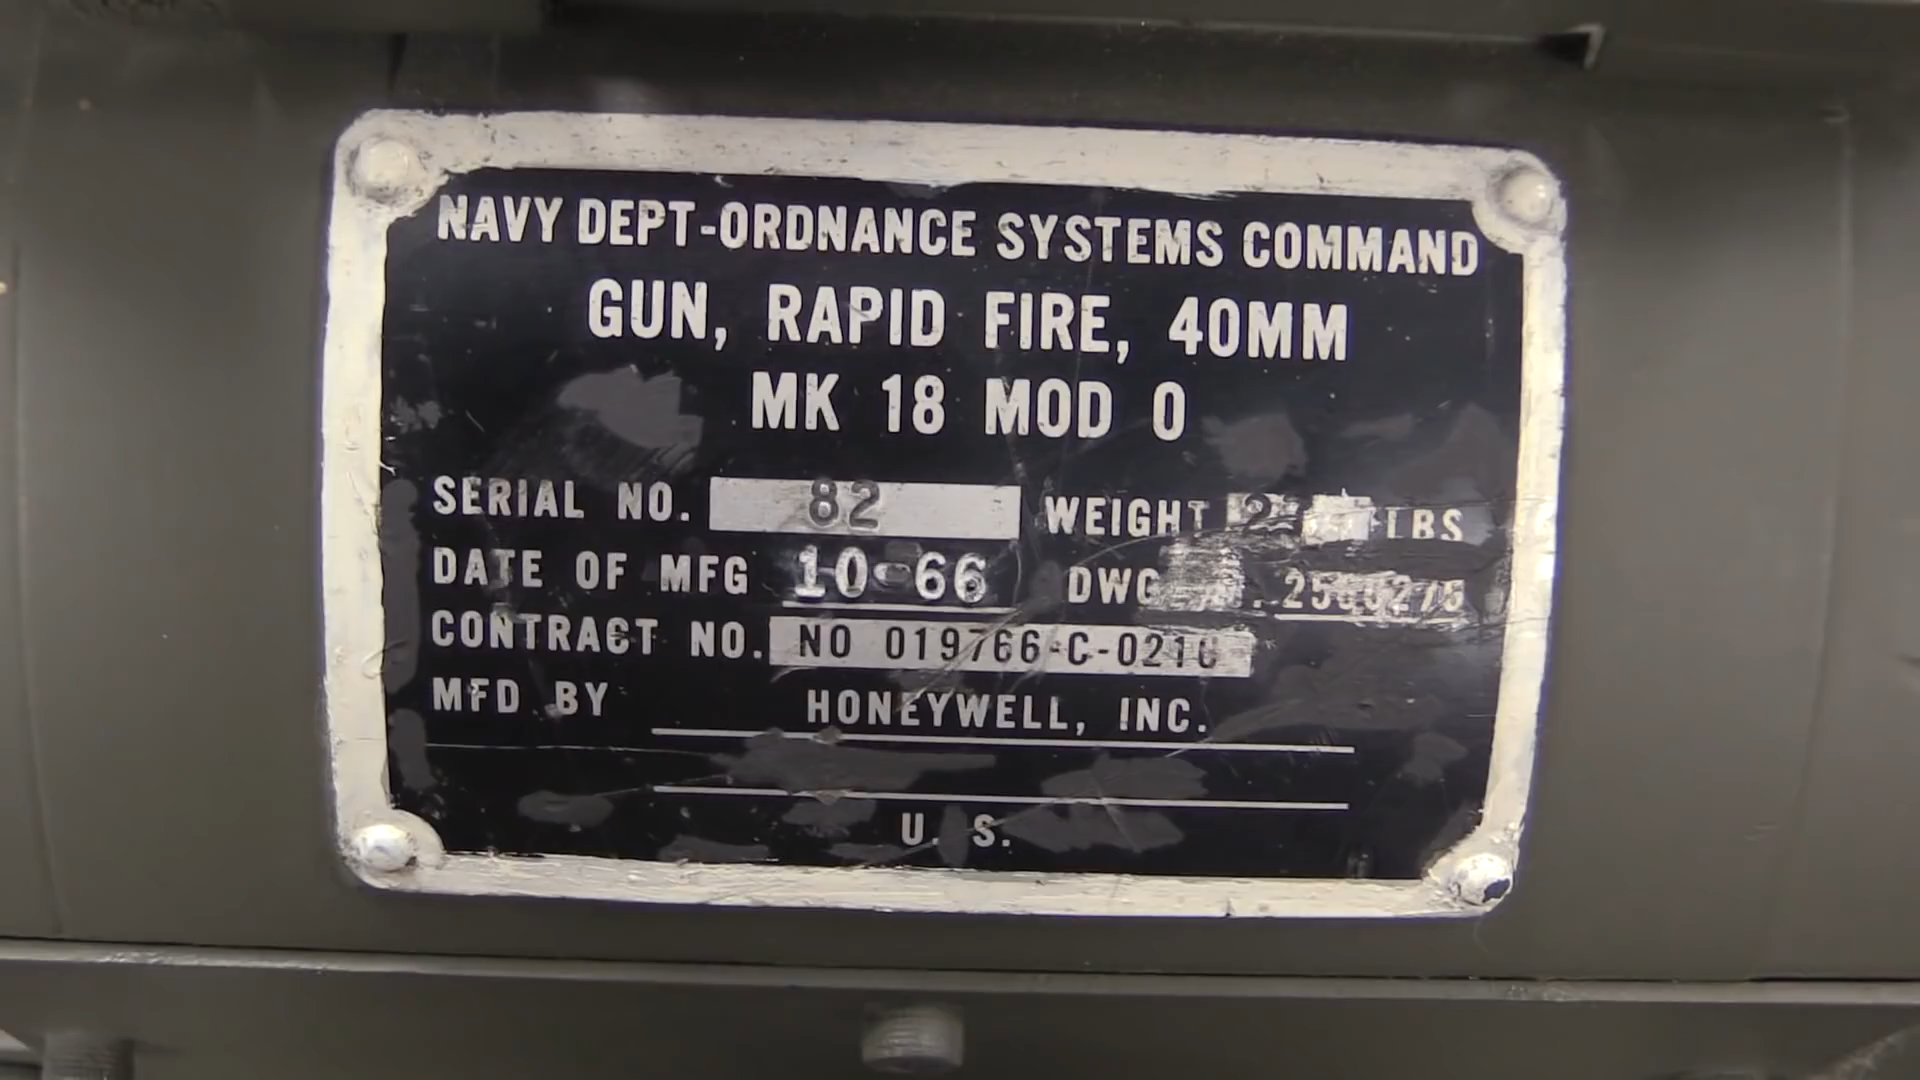 NAVY DEPT-ORDNANCE SYSTEMS COMMAND
GUN, RAPID FIRE, 40MM
MK 18 MOD 0
SERIAL NO. 82 WEIGHT LBS
DATE OF MFG 10-66 DWG
CONTRACT NO. NO 019766-C-0210
MFD BY HONEYWELL, INC.
U. S.